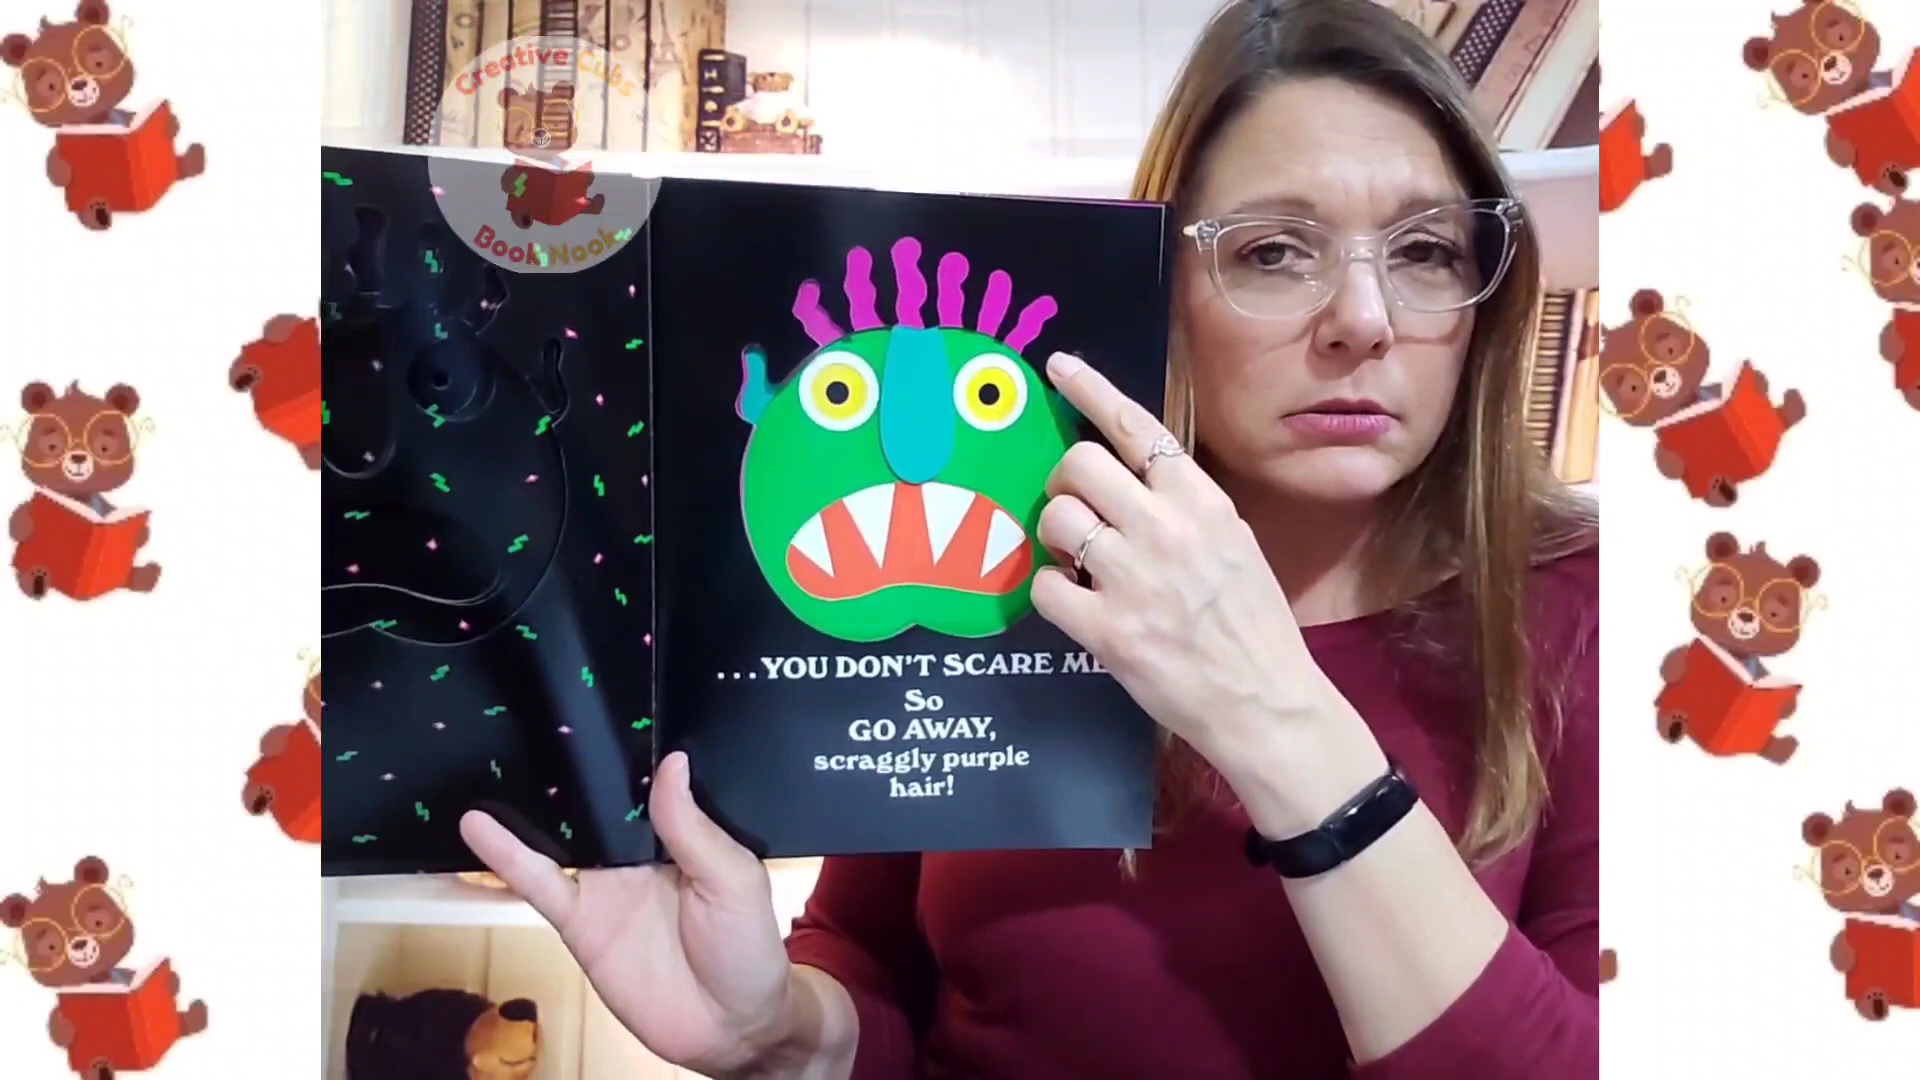 Creative Cubs
Book Nook
...YOU DON'T SCARE ME
So
GO AWAY,
scraggly purple
hair!